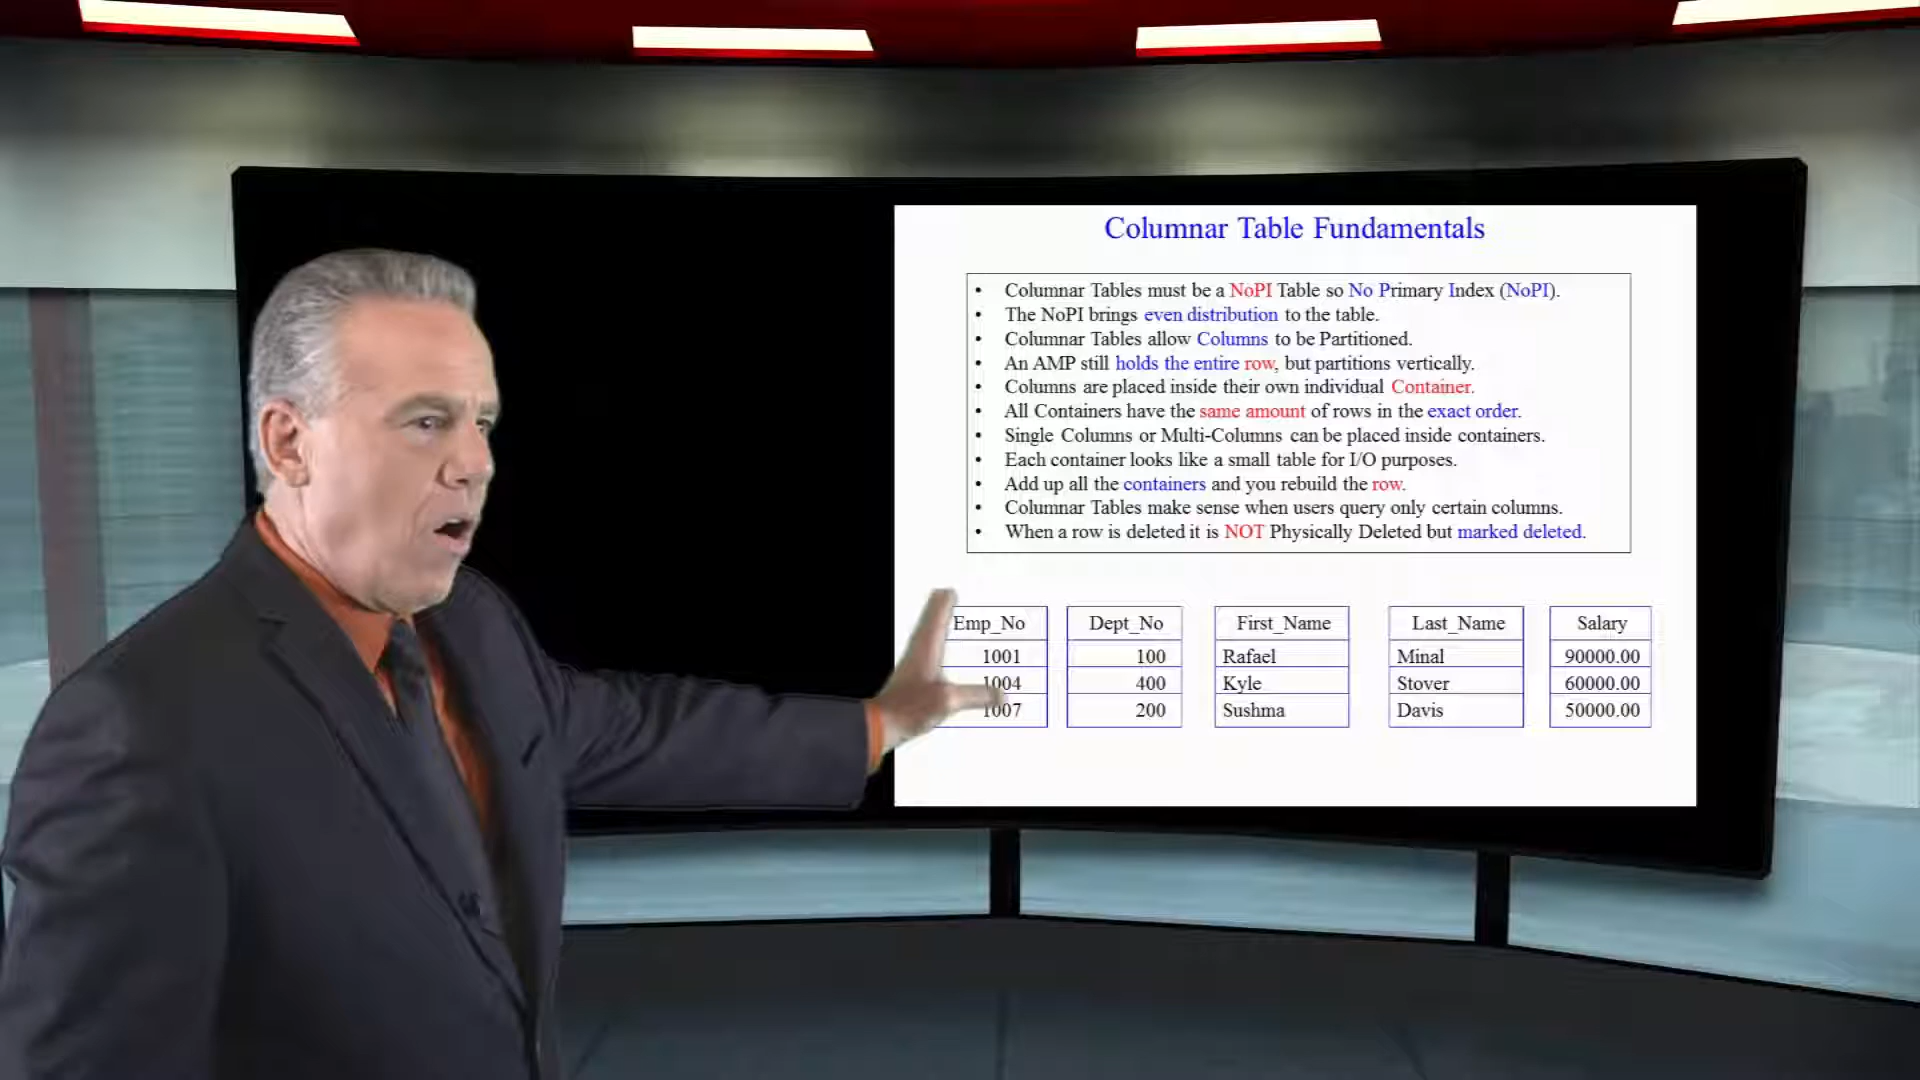 Columnar Table Fundamentals
• Columnar Tables must be a NoPI Table so No Primary Index (NoPI).
• The NoPI brings even distribution to the table.
• Columnar Tables allow Columns to be Partitioned.
• An AMP still holds the entire row, but partitions vertically.
• Columns are placed inside their own individual Container.
• All Containers have the same amount of rows in the exact order.
• Single Columns or Multi-Columns can be placed inside containers.
• Each container looks like a small table for I/O purposes.
• Add up all the containers and you rebuild the row.
• Columnar Tables make sense when users query only certain columns.
• When a row is deleted it is NOT Physically Deleted but marked deleted.
Emp_No Dept_No First_Name Last_Name Salary
1001 100 Rafael Minal 90000.00
1004 400 Kyle Stover 60000.00
1007 200 Sushma Davis 50000.00